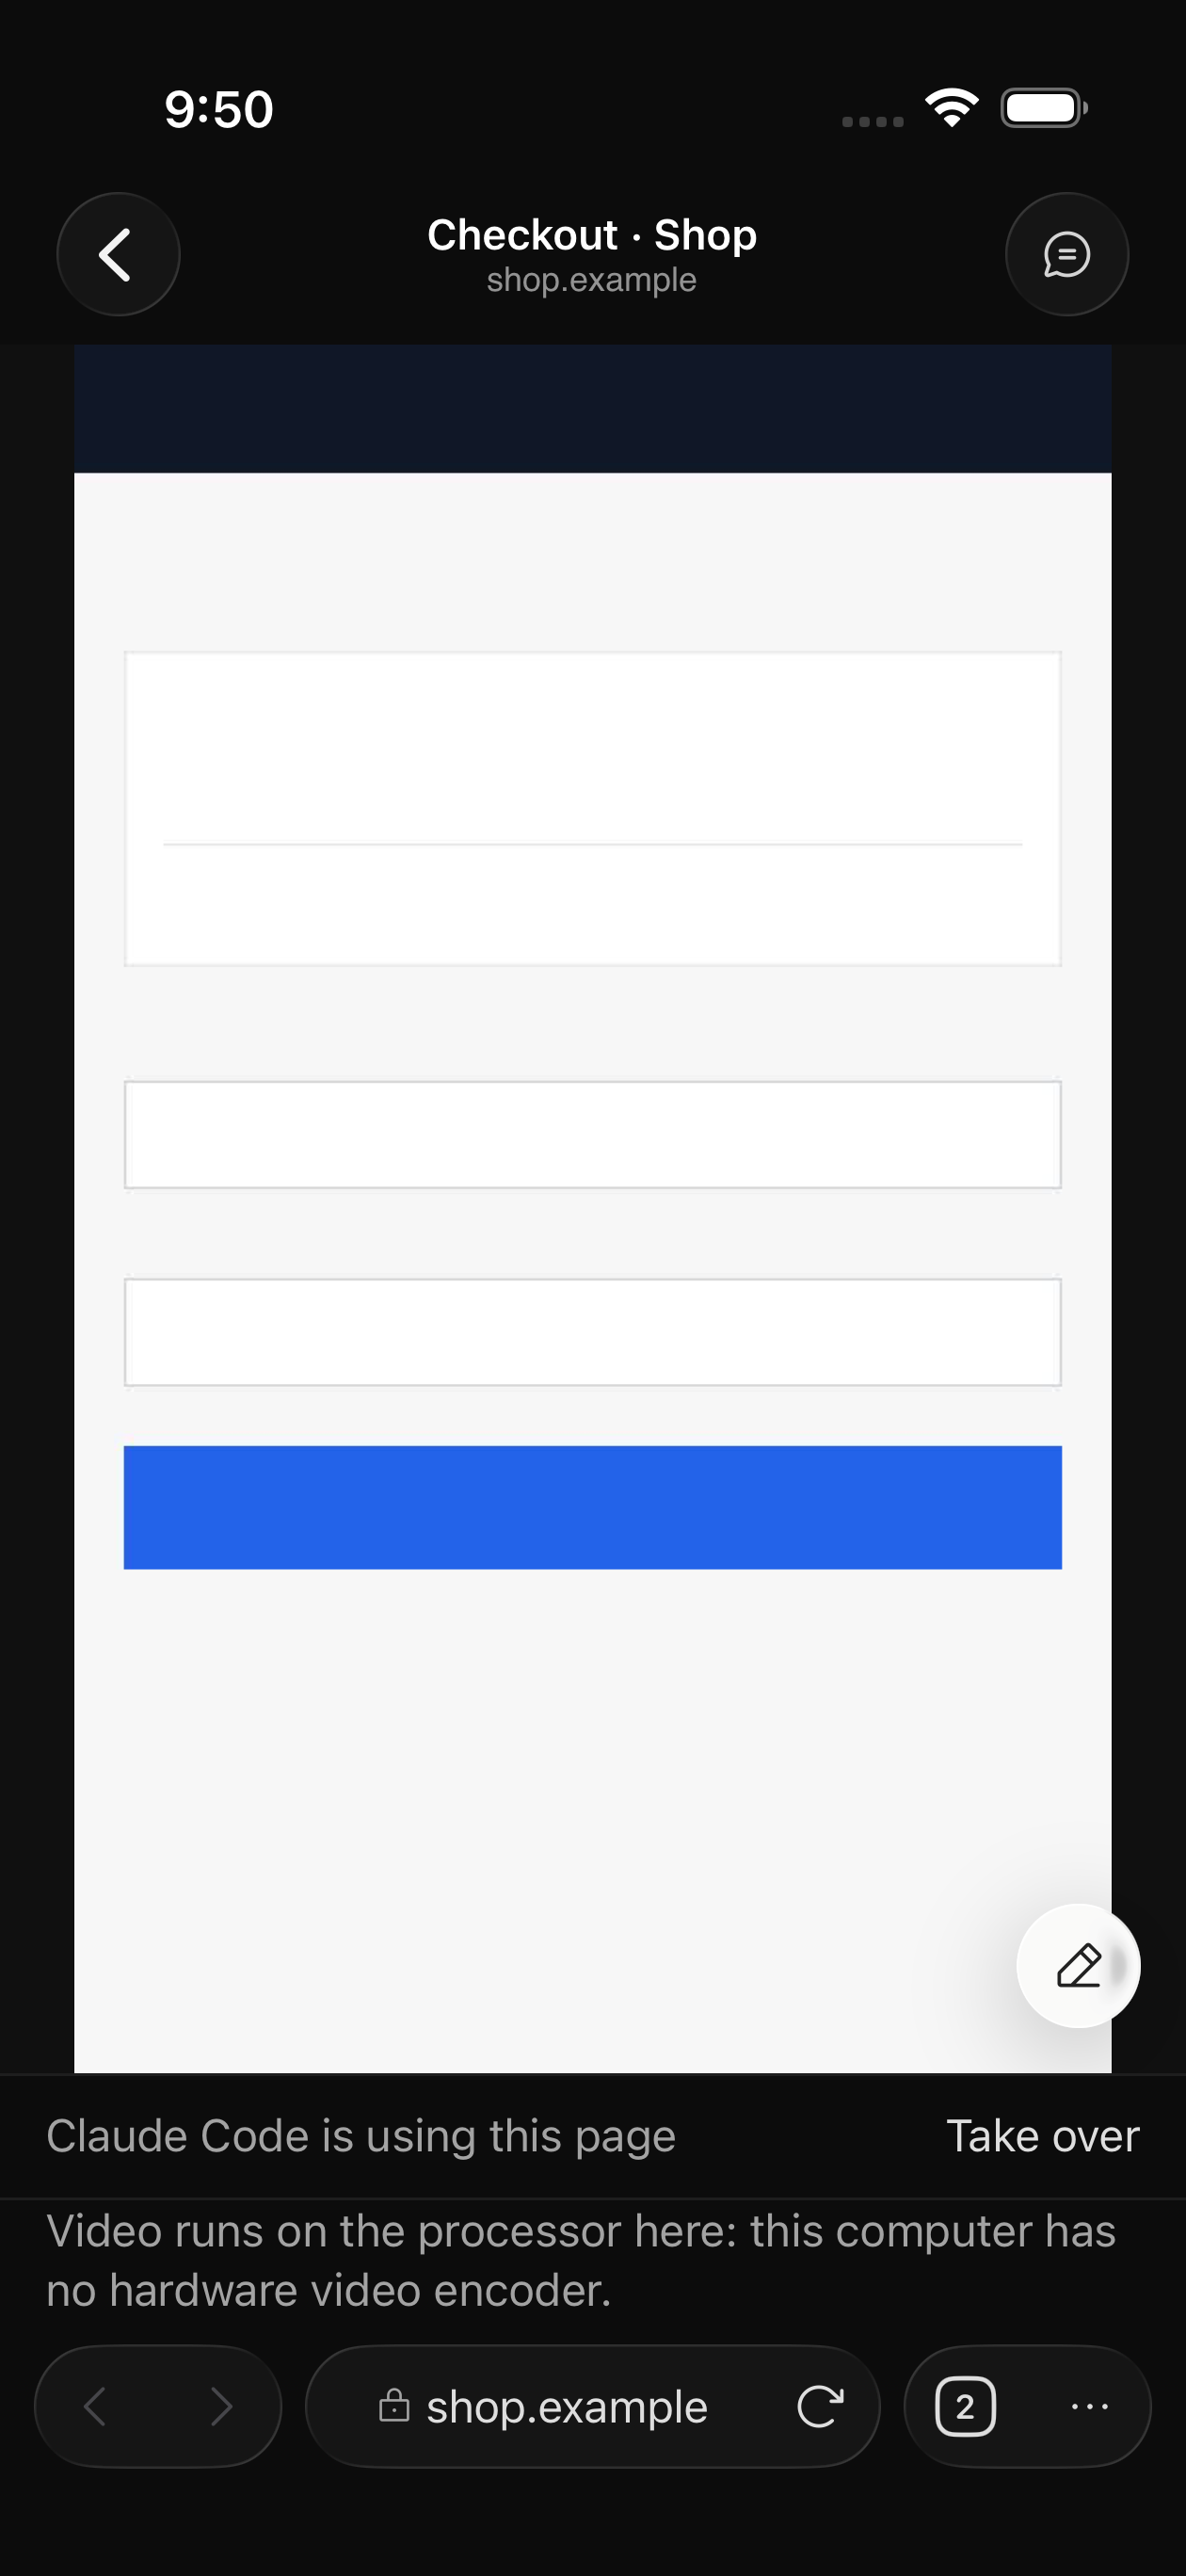 9:50
Checkout · Shop
shop.example
Claude Code is using this page
Take over
Video runs on the processor here: this computer has
no hardware video encoder.
shop.example
2